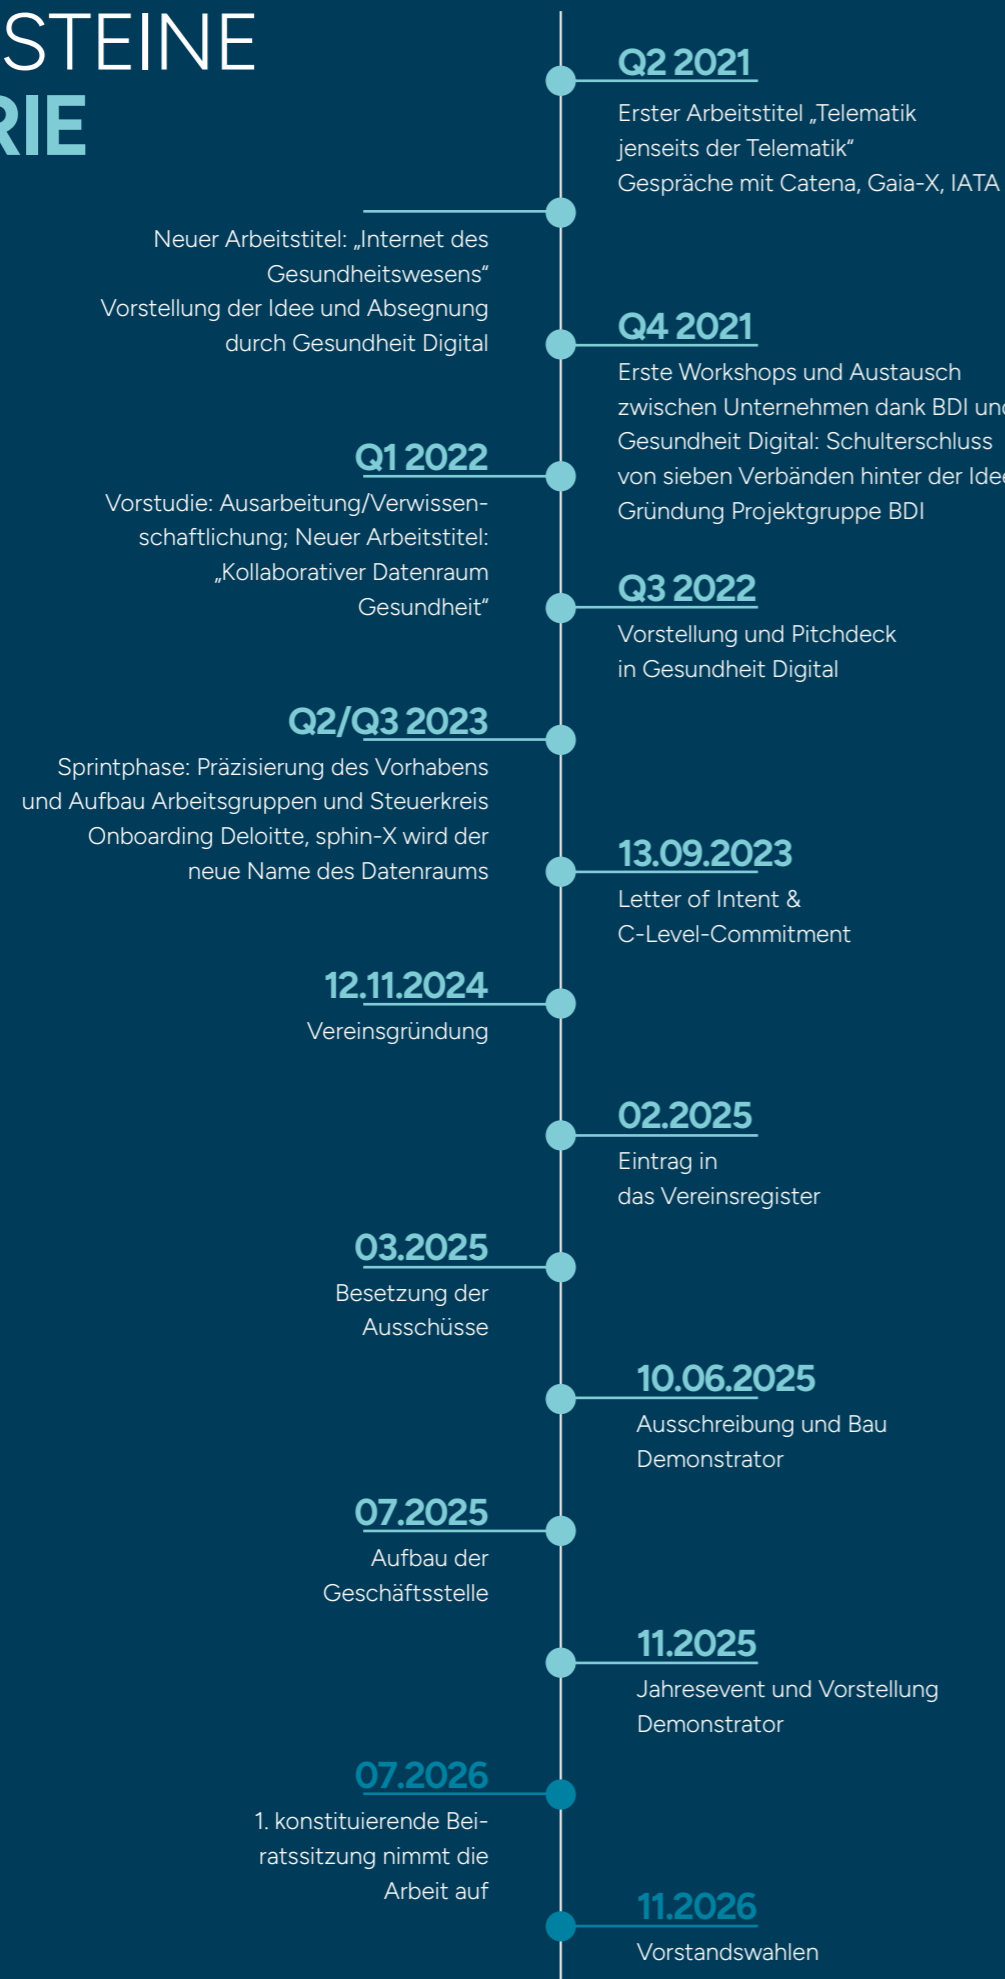 STEINE
RIE
Q2 2021
Erster Arbeitstitel „Telematik
jenseits der Telematik“
Gespräche mit Catena, Gaia-X, IATA
Neuer Arbeitstitel: „Internet des
Gesundheitswesens“
Vorstellung der Idee und Absegnung
durch Gesundheit Digital
Q4 2021
Erste Workshops und Austausch
zwischen Unternehmen dank BDI und
Gesundheit Digital: Schulterschluss
von sieben Verbänden hinter der Idee
Gründung Projektgruppe BDI
Q1 2022
Vorstudie: Ausarbeitung/Verwissen-
schaftlichung; Neuer Arbeitstitel:
„Kollaborativer Datenraum
Gesundheit“
Q3 2022
Vorstellung und Pitchdeck
in Gesundheit Digital
Q2/Q3 2023
Sprintphase: Präzisierung des Vorhabens
und Aufbau Arbeitsgruppen und Steuerkreis
Onboarding Deloitte, sphin-X wird der
neue Name des Datenraums
13.09.2023
Letter of Intent &
C-Level-Commitment
12.11.2024
Vereinsgründung
02.2025
Eintrag in
das Vereinsregister
03.2025
Besetzung der
Ausschüsse
10.06.2025
Ausschreibung und Bau
Demonstrator
07.2025
Aufbau der
Geschäftsstelle
11.2025
Jahresevent und Vorstellung
Demonstrator
07.2026
1. konstituierende Bei-
ratssitzung nimmt die
Arbeit auf
11.2026
Vorstandswahlen